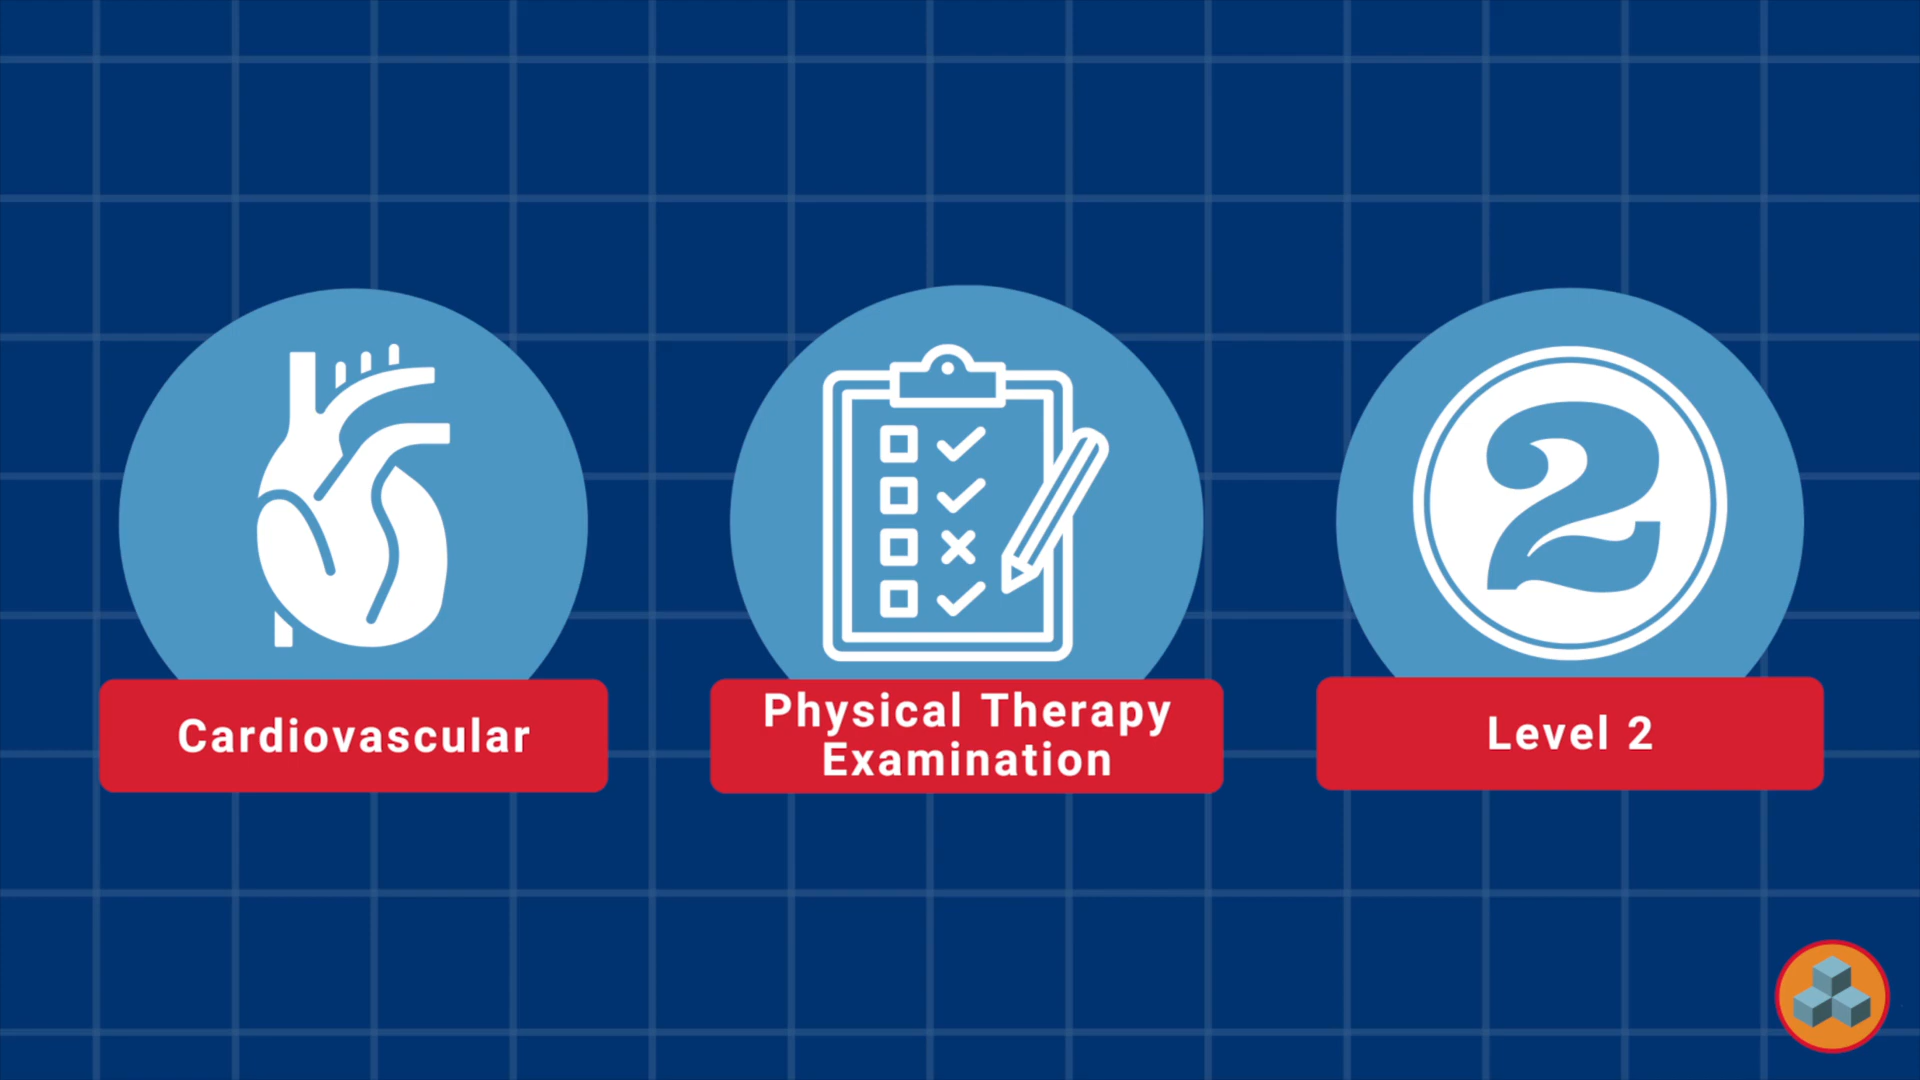 2
Cardiovascular
Physical Therapy
Examination
Level 2